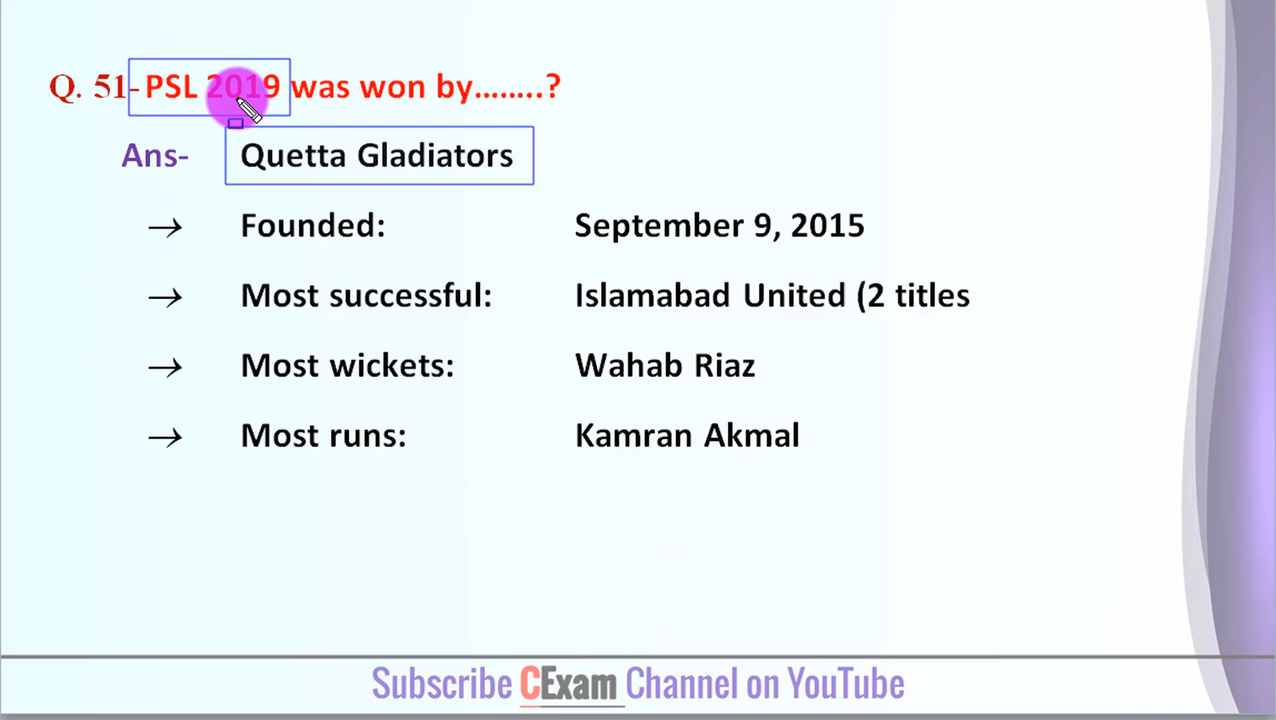 Q. 51- PSL 2019 was won by……..?
Ans- Quetta Gladiators
→ Founded: September 9, 2015
→ Most successful: Islamabad United (2 titles
→ Most wickets: Wahab Riaz
→ Most runs: Kamran Akmal
Subscribe CExam Channel on YouTube